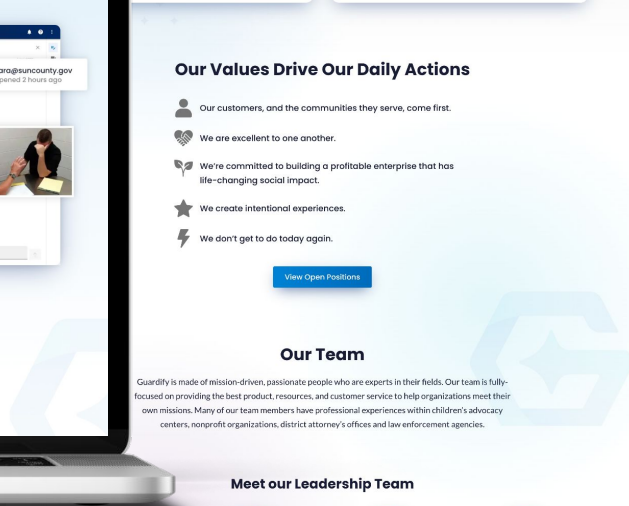 ara@suncounty.gov
pened 2 hours ago
Our Values Drive Our Daily Actions
Our customers, and the communities they serve, come first.
We are excellent to one another.
We're committed to building a profitable enterprise that has
life-changing social impact.
We create intentional experiences.
We don't get to do today again.
View Open Positions
Our Team
Guardify is made of mission-driven, passionate people who are experts in their fields. Our team is fully-
focused on providing the best product, resources, and customer service to help organizations meet their
own missions. Many of our team members have professional experiences within children's advocacy
centers, nonprofit organizations, district attorney's offices and law enforcement agencies.
Meet our Leadership Team